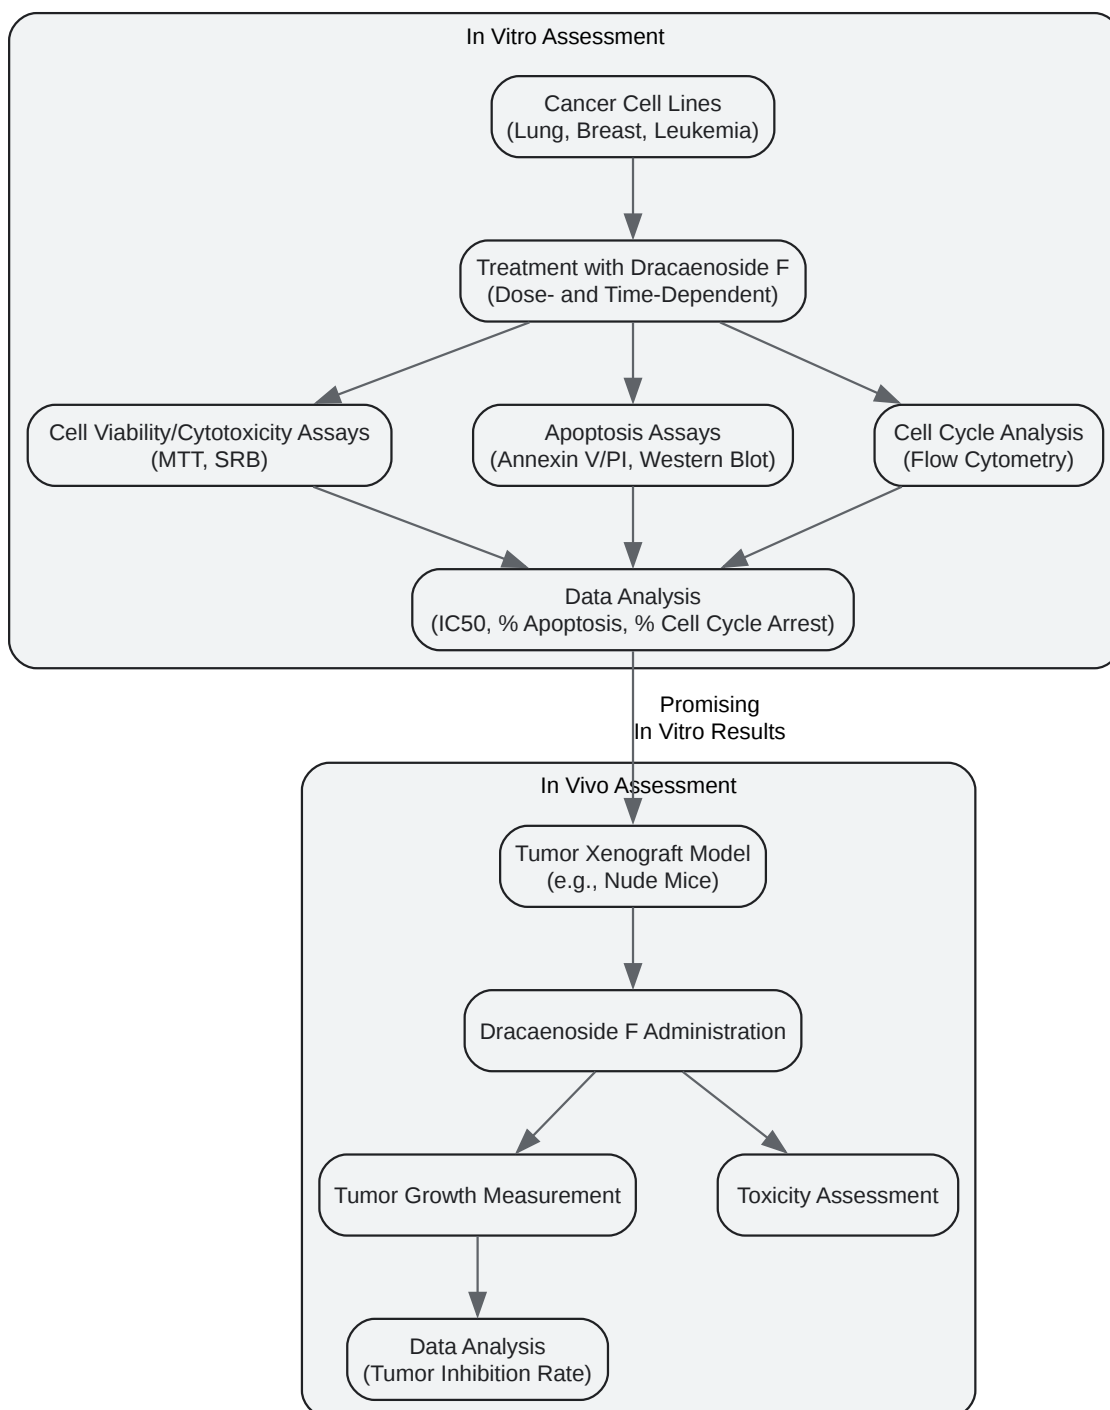 In Vitro Assessment
Cancer Cell Lines
(Lung, Breast, Leukemia)
Treatment with Dracaenoside F
(Dose- and Time-Dependent)
Cell Viability/Cytotoxicity Assays
(MTT, SRB)
Apoptosis Assays
(Annexin V/PI, Western Blot)
Cell Cycle Analysis
(Flow Cytometry)
Data Analysis
(IC50, % Apoptosis, % Cell Cycle Arrest)
Promising
In Vitro Results
In Vivo Assessment
Tumor Xenograft Model
(e.g., Nude Mice)
Dracaenoside F Administration
Tumor Growth Measurement
Toxicity Assessment
Data Analysis
(Tumor Inhibition Rate)